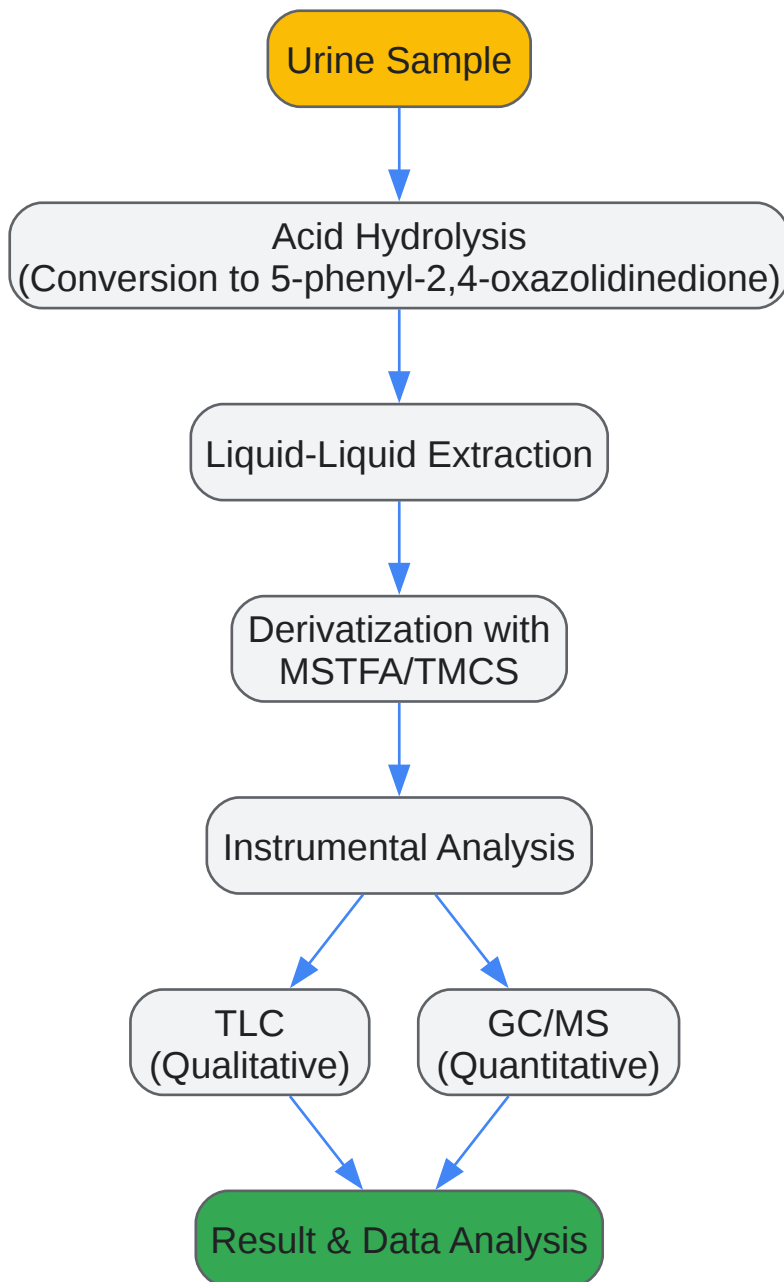 Urine Sample
Acid Hydrolysis
(Conversion to 5-phenyl-2,4-oxazolidinedione)
Liquid-Liquid Extraction
Derivatization with
MSTFA/TMCS
Instrumental Analysis
TLC
(Qualitative)
GC/MS
(Quantitative)
Result & Data Analysis